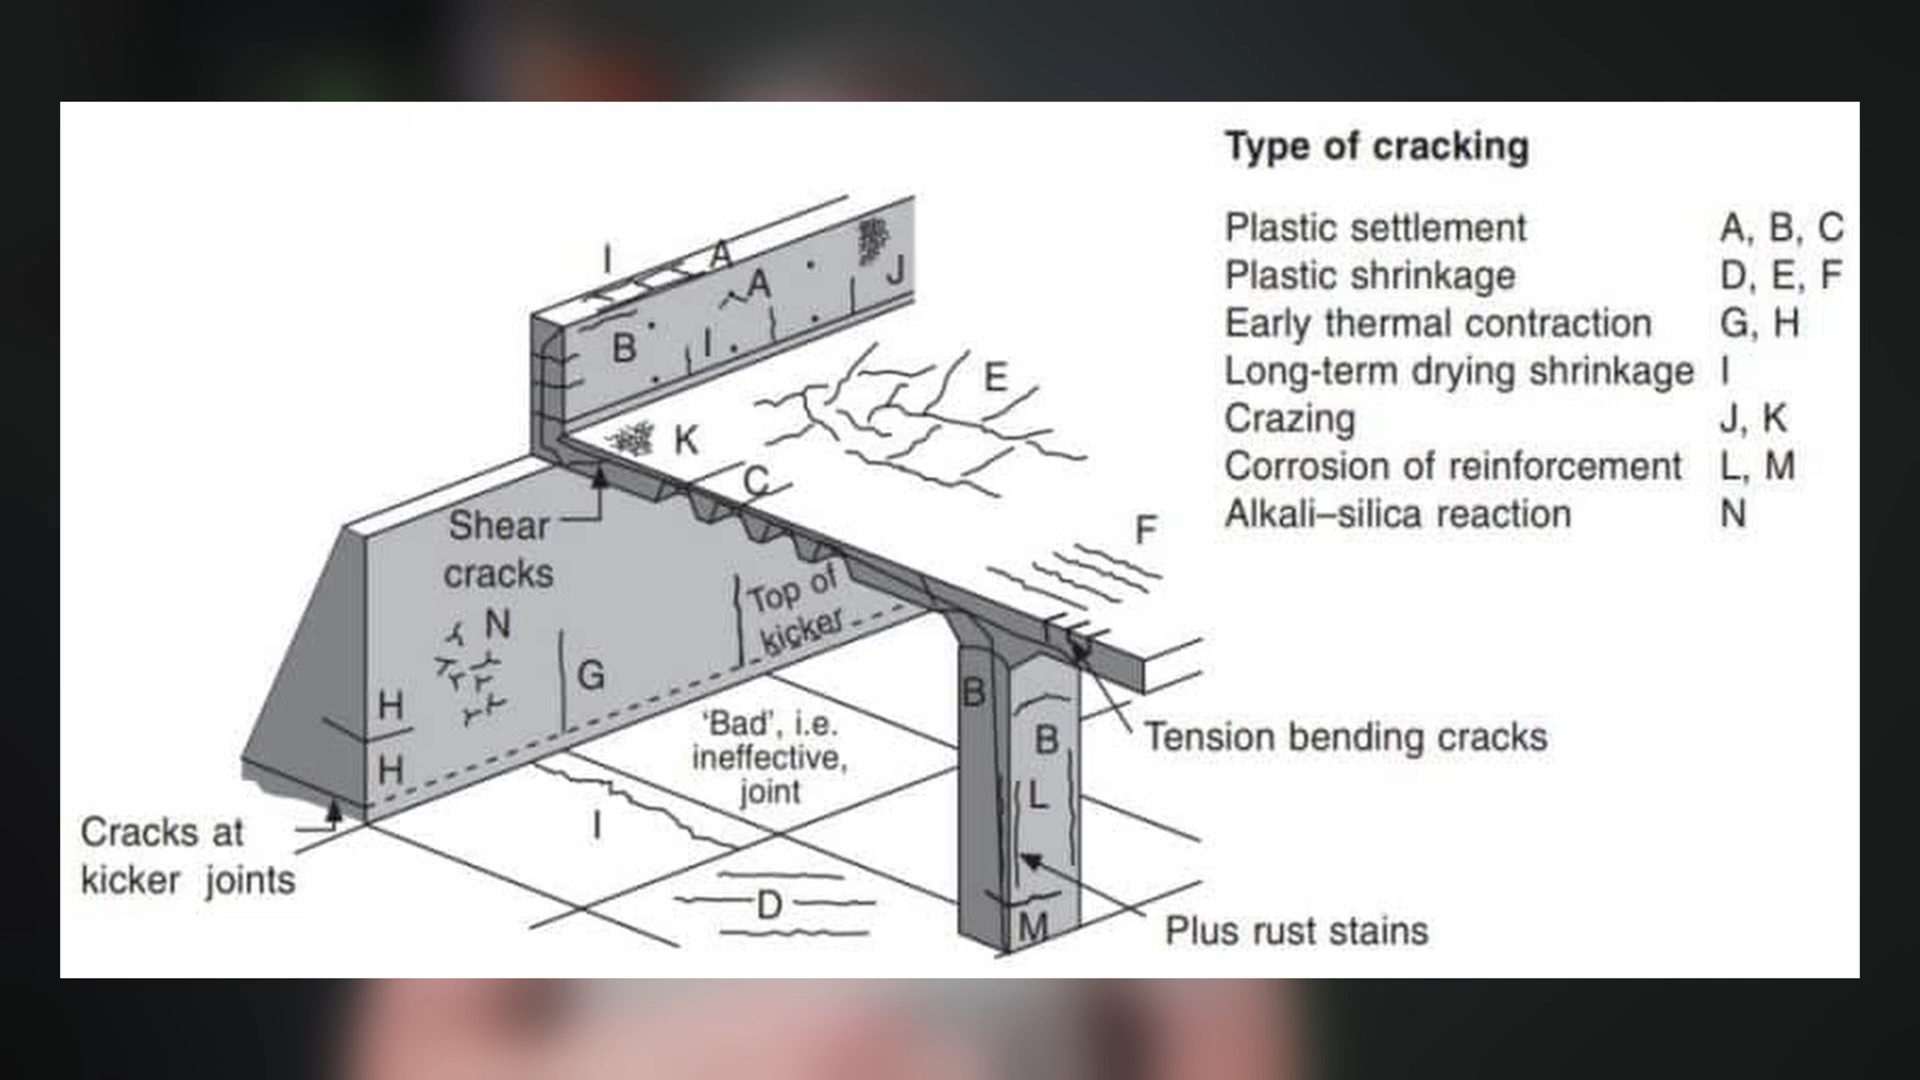 Type of cracking
Plastic settlement A, B, C
Plastic shrinkage D, E, F
Early thermal contraction G, H
Long-term drying shrinkage I
Crazing J, K
Corrosion of reinforcement L, M
Alkali–silica reaction N
I
A
A
J
B
I
E
K
C
Shear
cracks
F
Top of
kicker
N
G
H
H
B
B
'Bad', i.e.
ineffective,
joint
Tension bending cracks
L
I
Cracks at
kicker joints
D
M
Plus rust stains